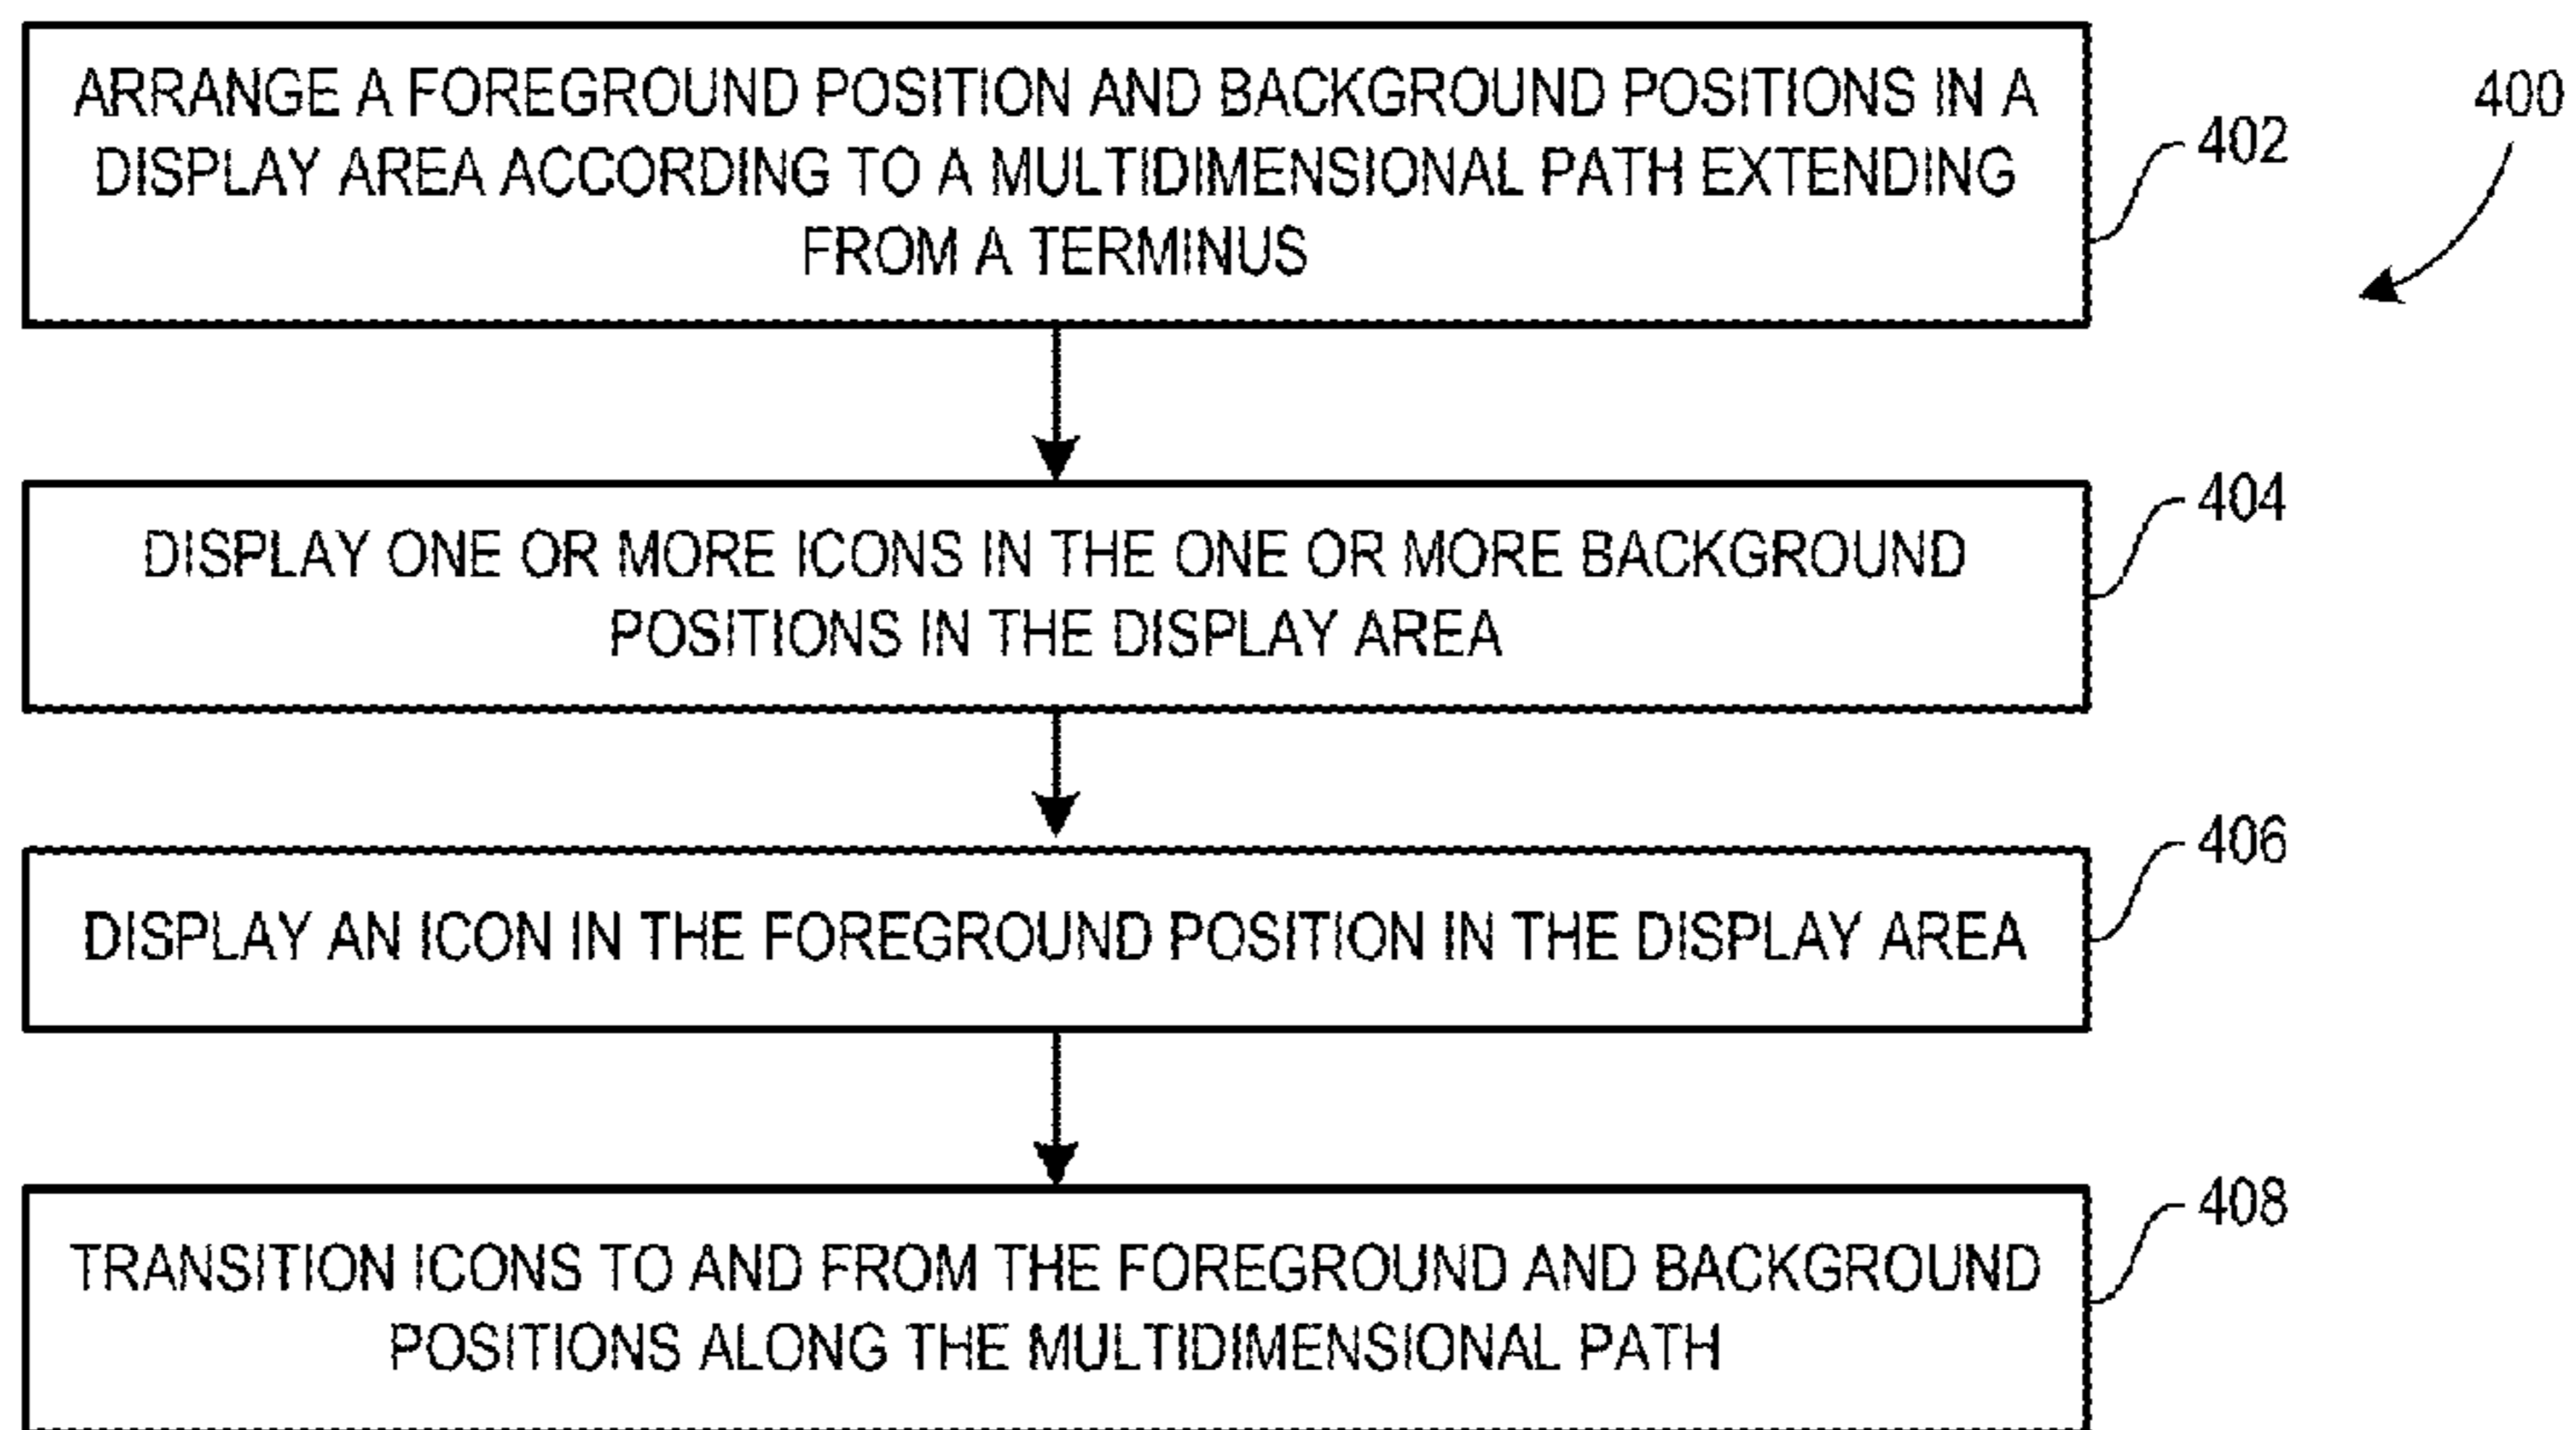 ARRANGE A FOREGROUND POSITION AND BACKGROUND POSITIONS IN A
DISPLAY AREA ACCORDING TO A MULTIDIMENSIONAL PATH EXTENDING
FROM A TERMINUS
402
400
DISPLAY ONE OR MORE ICONS IN THE ONE OR MORE BACKGROUND
POSITIONS IN THE DISPLAY AREA
404
DISPLAY AN ICON IN THE FOREGROUND POSITION IN THE DISPLAY AREA
406
TRANSITION ICONS TO AND FROM THE FOREGROUND AND BACKGROUND
POSITIONS ALONG THE MULTIDIMENSIONAL PATH
408